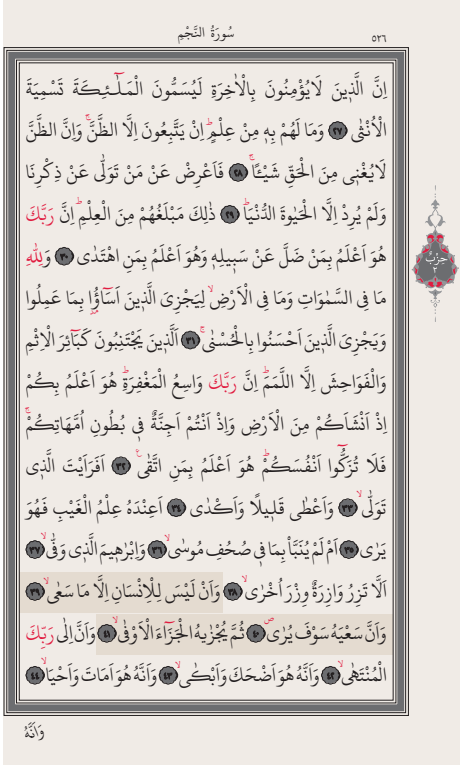 سُورَةُ النَّجْمِ
٥٢٦
اِنَّ الَّذٖينَ لَايُؤْمِنُونَ بِالْاٰخِرَةِ لَيُسَمُّونَ الْمَلٰٓئِكَةَ تَسْمِيَةَ
الْاُنْثٰى ﴿٢٧﴾ وَمَا لَهُمْ بِهٖ مِنْ عِلْمٍۜ اِنْ يَتَّبِعُونَ اِلَّا الظَّنَّۚ وَاِنَّ الظَّنَّ
لَايُغْنٖى مِنَ الْحَقِّ شَيْـًٔاۚ ﴿٢٨﴾ فَاَعْرِضْ عَنْ مَنْ تَوَلّٰى عَنْ ذِكْرِنَا
وَلَمْ يُرِدْ اِلَّا الْحَيٰوةَ الدُّنْيَاۜ ﴿٢٩﴾ ذٰلِكَ مَبْلَغُهُمْ مِنَ الْعِلْمِۜ اِنَّ رَبَّكَ
هُوَ اَعْلَمُ بِمَنْ ضَلَّ عَنْ سَبٖيلِهٖ وَهُوَ اَعْلَمُ بِمَنِ اهْتَدٰى ﴿٣٠﴾ وَلِلّٰهِ
حِزْبٌ
٢
مَا فِى السَّمٰوَاتِ وَمَا فِى الْاَرْضِۙ لِيَجْزِىَ الَّذٖينَ اَسَٓاؤُ۫ا بِمَا عَمِلُوا
وَيَجْزِىَ الَّذٖينَ اَحْسَنُوا بِالْحُسْنٰىۚ ﴿٣١﴾ اَلَّذٖينَ يَجْتَنِبُونَ كَبَٓائِرَ الْاِثْمِ
وَالْفَوَاحِشَ اِلَّا اللَّمَمَۜ اِنَّ رَبَّكَ وَاسِعُ الْمَغْفِرَةِۜ هُوَ اَعْلَمُ بِكُمْ
اِذْ اَنْشَاَكُمْ مِنَ الْاَرْضِ وَاِذْ اَنْتُمْ اَجِنَّةٌ فٖى بُطُونِ اُمَّهَاتِكُمْۚ
فَلَا تُزَكُّٓوا اَنْفُسَكُمْۜ هُوَ اَعْلَمُ بِمَنِ اتَّقٰىۚ ﴿٣٢﴾ اَفَرَاَيْتَ الَّذٖى
تَوَلّٰىۙ ﴿٣٣﴾ وَاَعْطٰى قَلٖيلًا وَاَكْدٰى ﴿٣٤﴾ اَعِنْدَهُ عِلْمُ الْغَيْبِ فَهُوَ
يَرٰى ﴿٣٥﴾ اَمْ لَمْ يُنَبَّاْ بِمَا فٖى صُحُفِ مُوسٰىۙ ﴿٣٦﴾ وَاِبْرٰهٖيمَ الَّذٖى وَفّٰىۙ ﴿٣٧﴾
اَلَّا تَزِرُ وَازِرَةٌ وِزْرَ اُخْرٰىۙ ﴿٣٨﴾ وَاَنْ لَيْسَ لِلْاِنْسَانِ اِلَّا مَا سَعٰىۙ ﴿٣٩﴾
وَاَنَّ سَعْيَهُ سَوْفَ يُرٰىۖ ﴿٤٠﴾ ثُمَّ يُجْزٰيهُ الْجَزَٓاءَ الْاَوْفٰىۙ ﴿٤١﴾ وَاَنَّ اِلٰى رَبِّكَ
الْمُنْتَهٰىۙ ﴿٤٢﴾ وَاَنَّهُ هُوَ اَضْحَكَ وَاَبْكٰىۙ ﴿٤٣﴾ وَاَنَّهُ هُوَ اَمَاتَ وَاَحْيَاۙ ﴿٤٤﴾
وَاَنَّهُ